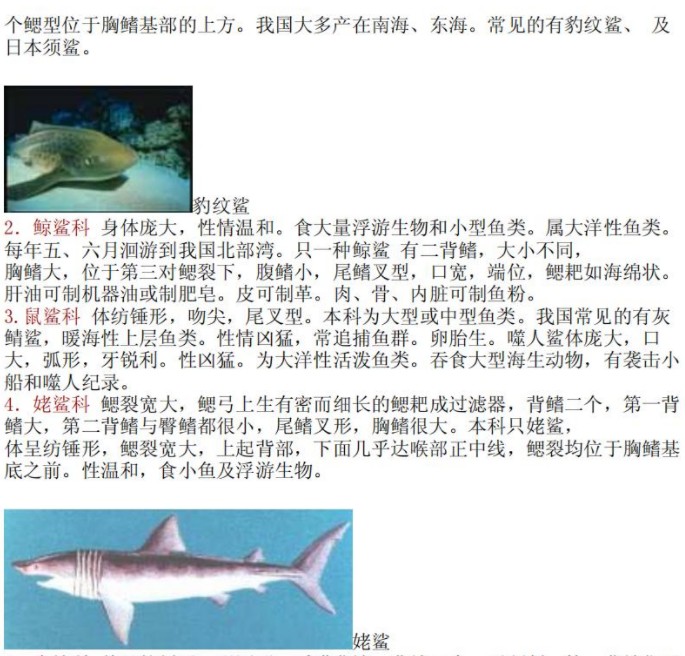 个鳃型位于胸鳍基部的上方。我国大多产在南海、东海。常见的有豹纹鲨、 及
日本须鲨。
豹纹鲨
2．鲸鲨科 身体庞大，性情温和。食大量浮游生物和小型鱼类。属大洋性鱼类。
每年五、六月洄游到我国北部湾。只一种鲸鲨 有二背鳍，大小不同，
胸鳍大，位于第三对鳃裂下，腹鳍小，尾鳍叉型，口宽，端位，鳃耙如海绵状。
肝油可制机器油或制肥皂。皮可制革。肉、骨、内脏可制鱼粉。
3.鼠鲨科 体纺锤形，吻尖，尾叉型。本科为大型或中型鱼类。我国常见的有灰
鲭鲨，暖海性上层鱼类。性情凶猛，常追捕鱼群。卵胎生。噬人鲨体庞大，口
大，弧形，牙锐利。性凶猛。为大洋性活泼鱼类。吞食大型海生动物，有袭击小
船和噬人纪录。
4．姥鲨科 鳃裂宽大，鳃弓上生有密而细长的鳃耙成过滤器，背鳍二个，第一背
鳍大，第二背鳍与臀鳍都很小，尾鳍叉形，胸鳍很大。本科只姥鲨，
体呈纺锤形，鳃裂宽大，上起背部，下面几乎达喉部正中线，鳃裂均位于胸鳍基
底之前。性温和，食小鱼及浮游生物。
姥鲨